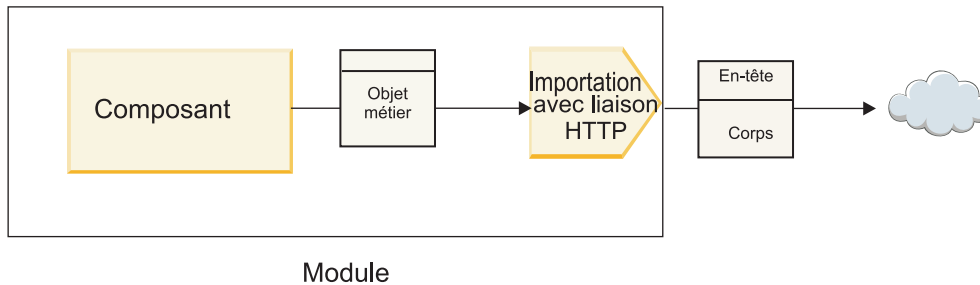 Composant
Objet
métier
Importation
avec liaison
HTTP
En-tête
Corps
Module